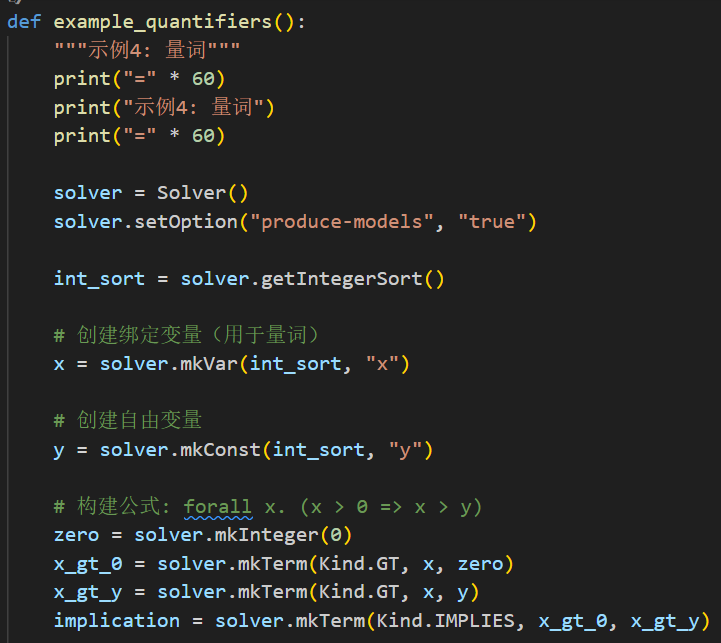 def example_quantifiers():
    """示例4: 量词"""
    print("=" * 60)
    print("示例4: 量词")
    print("=" * 60)

    solver = Solver()
    solver.setOption("produce-models", "true")

    int_sort = solver.getIntegerSort()

    # 创建绑定变量（用于量词）
    x = solver.mkVar(int_sort, "x")

    # 创建自由变量
    y = solver.mkConst(int_sort, "y")

    # 构建公式: forall x. (x > 0 => x > y)
    zero = solver.mkInteger(0)
    x_gt_0 = solver.mkTerm(Kind.GT, x, zero)
    x_gt_y = solver.mkTerm(Kind.GT, x, y)
    implication = solver.mkTerm(Kind.IMPLIES, x_gt_0, x_gt_y)